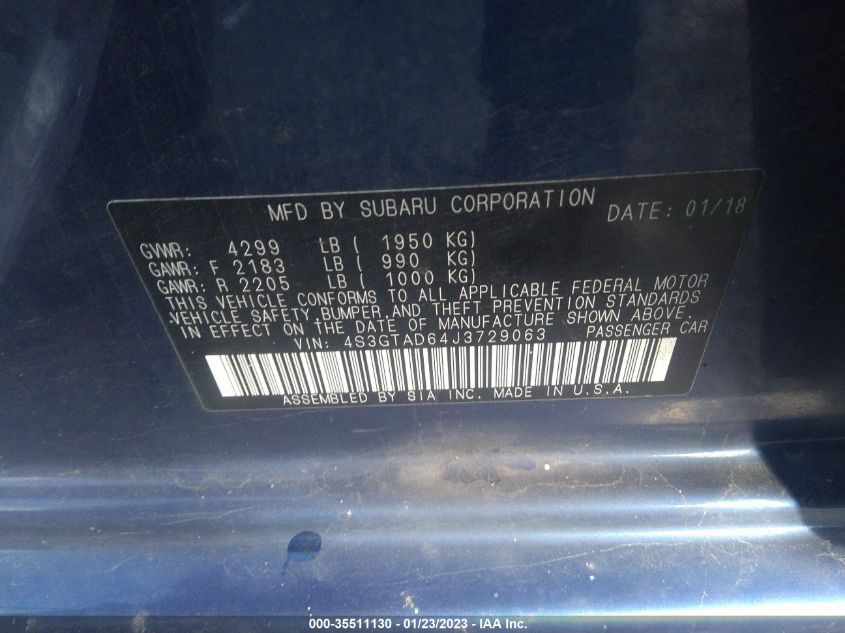 MFD BY SUBARU CORPORATION DATE: 01/18
GVWR: 4299 LB ( 1950 KG)
GAWR: F 2183 LB ( 990 KG)
GAWR: R 2205 LB ( 1000 KG)
THIS VEHICLE CONFORMS TO ALL APPLICABLE FEDERAL MOTOR
VEHICLE SAFETY, BUMPER, AND THEFT PREVENTION STANDARDS
IN EFFECT ON THE DATE OF MANUFACTURE SHOWN ABOVE.
VIN: 4S3GTAD64J3729063 PASSENGER CAR
ASSEMBLED BY SIA INC. MADE IN U.S.A.
000-35511130 - 01/23/2023 - IAA Inc.